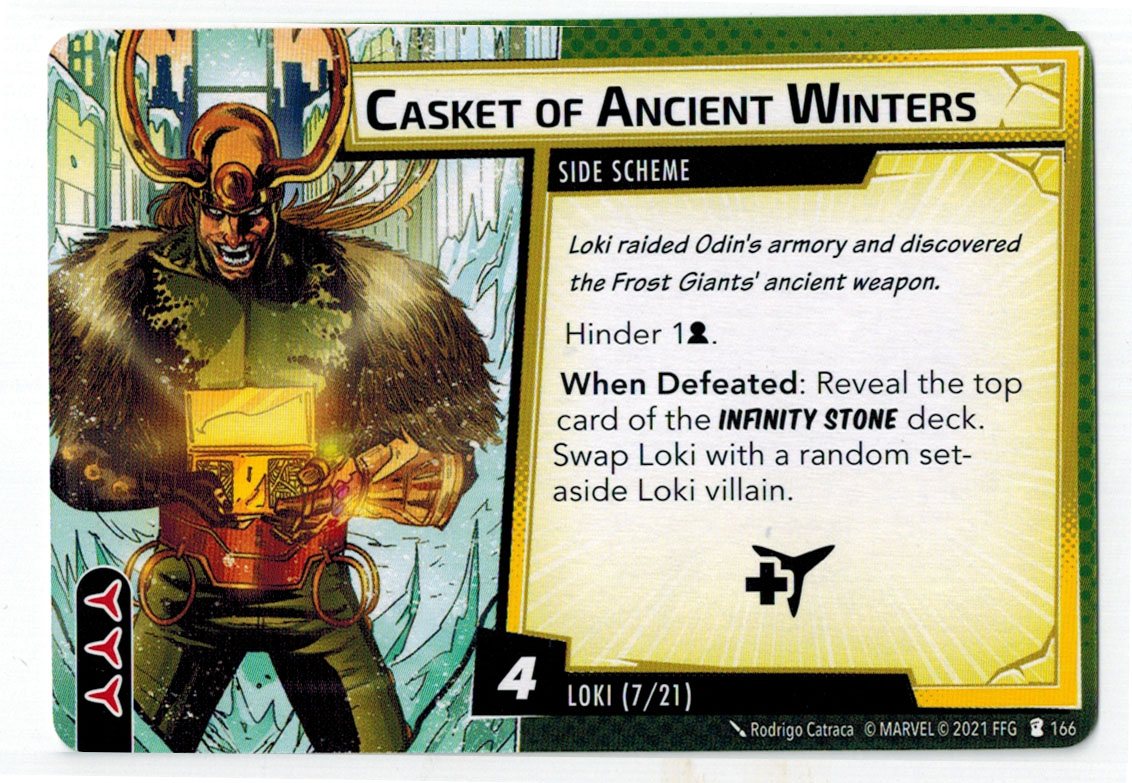 CASKET OF ANCIENT WINTERS
SIDE SCHEME
Loki raided Odin's armory and discovered
the Frost Giants' ancient weapon.
Hinder 1.
When Defeated: Reveal the top
card of the INFINITY STONE deck.
Swap Loki with a random set-
aside Loki villain.
4
LOKI (7/21)
Rodrigo Catraca © MARVEL © 2021 FFG 166